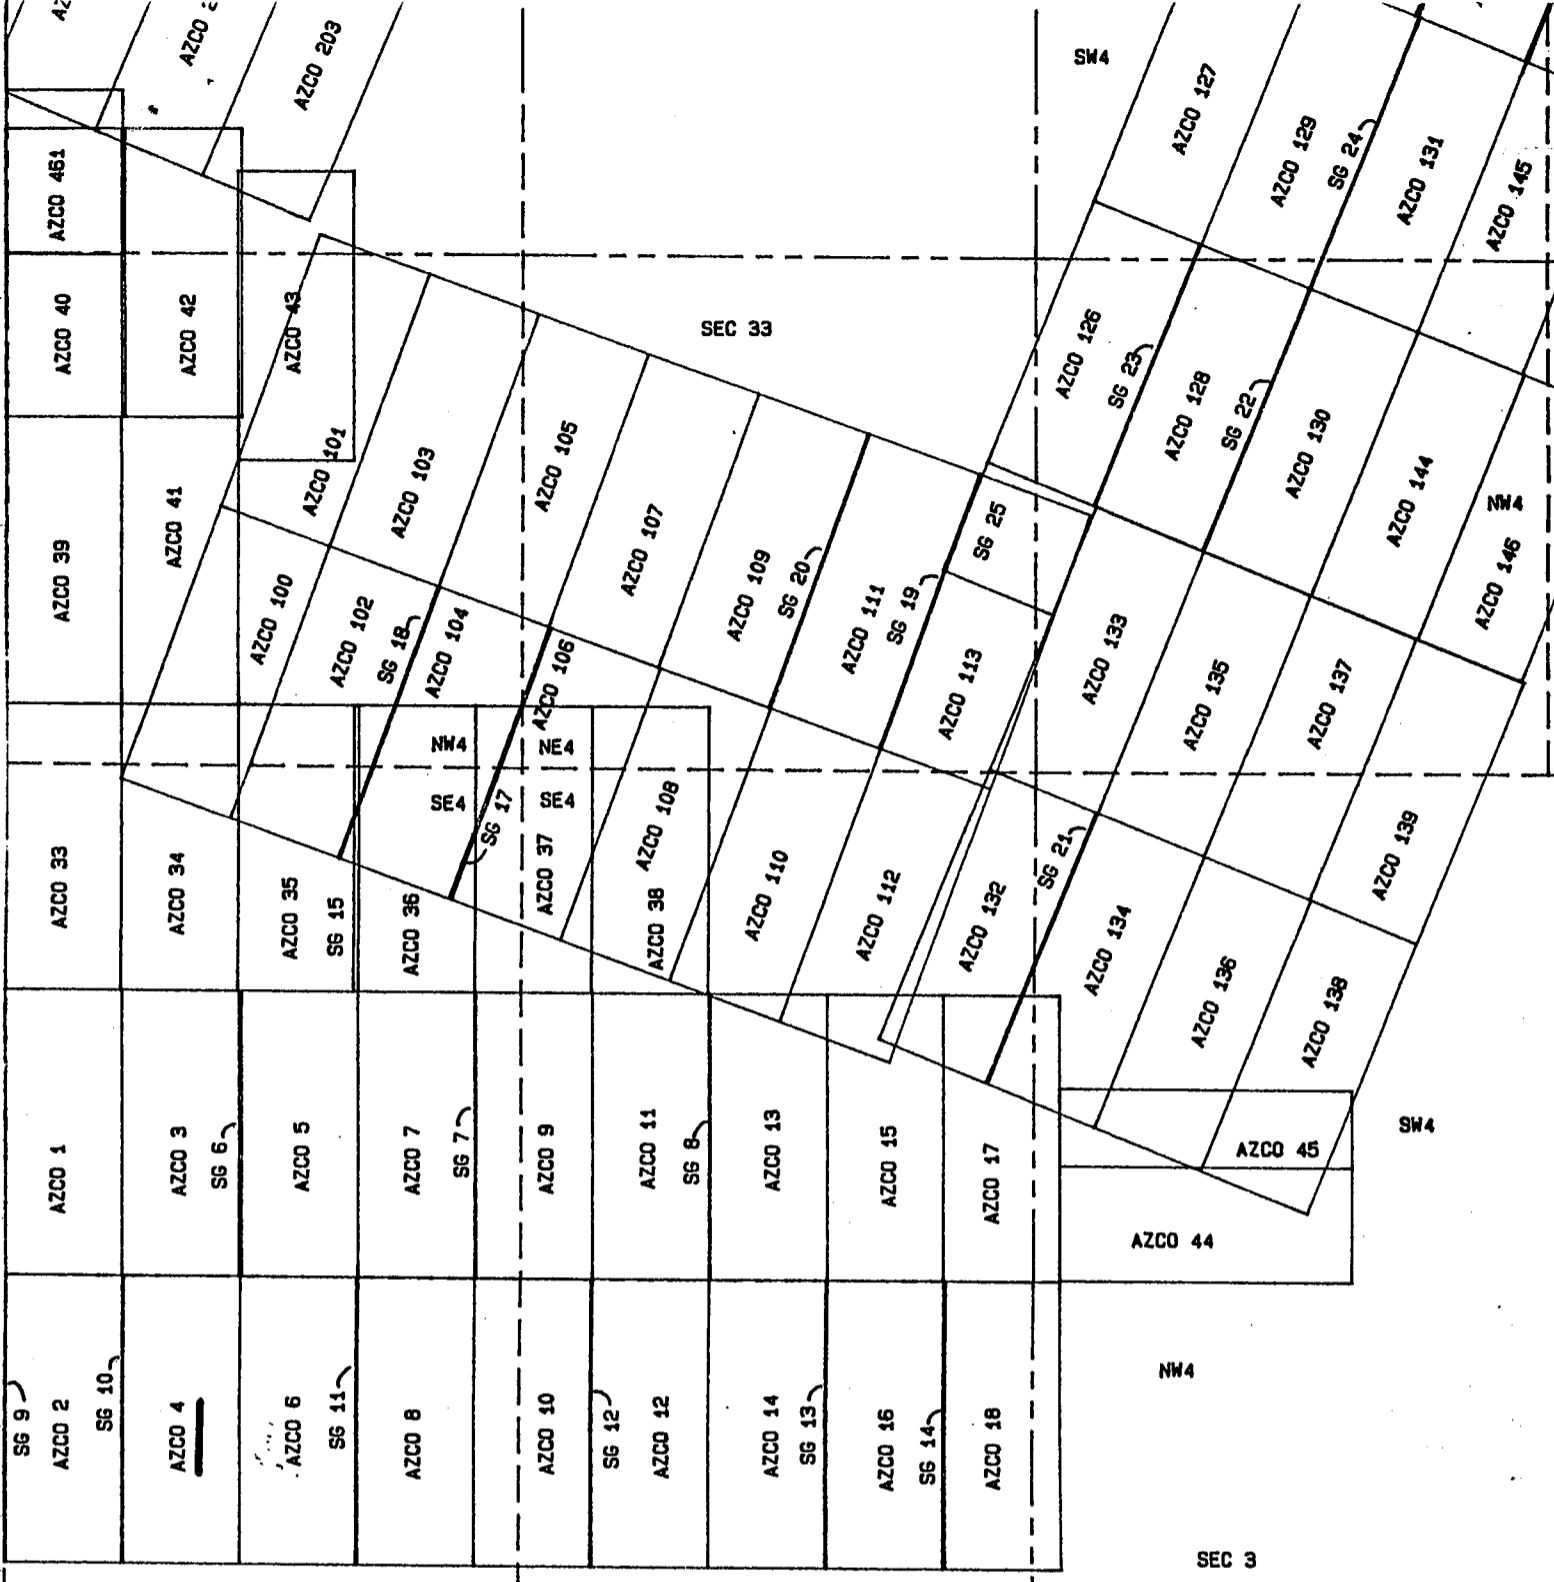 AZCO 203
SW4
AZCO 127
AZCO 129
SG 24
AZCO 131
AZCO 145
AZCO 461
AZCO 40
AZCO 42
AZCO 43
SEC 33
AZCO 126
SG 23
AZCO 128
SG 22
AZCO 130
AZCO 144
NW4
AZCO 146
AZCO 39
AZCO 41
AZCO 101
AZCO 103
AZCO 105
AZCO 107
AZCO 109
SG 20
AZCO 111
SG 19
SG 25
AZCO 113
AZCO 133
AZCO 135
AZCO 137
AZCO 139
AZCO 100
AZCO 102
SG 18
AZCO 104
AZCO 106
NW4
NE4
SE4
SG 17
SE4
AZCO 108
AZCO 110
AZCO 112
AZCO 132
SG 21
AZCO 134
AZCO 136
AZCO 138
AZCO 33
AZCO 34
AZCO 35
SG 15
AZCO 36
AZCO 37
AZCO 38
AZCO 1
AZCO 3
SG 6
AZCO 5
AZCO 7
SG 7
AZCO 9
AZCO 11
SG 8
AZCO 13
AZCO 15
AZCO 17
AZCO 45
SW4
AZCO 44
NW4
SG 9
AZCO 2
SG 10
AZCO 4
AZCO 6
SG 11
AZCO 8
AZCO 10
SG 12
AZCO 12
AZCO 14
SG 13
AZCO 16
SG 14
AZCO 18
SEC 3